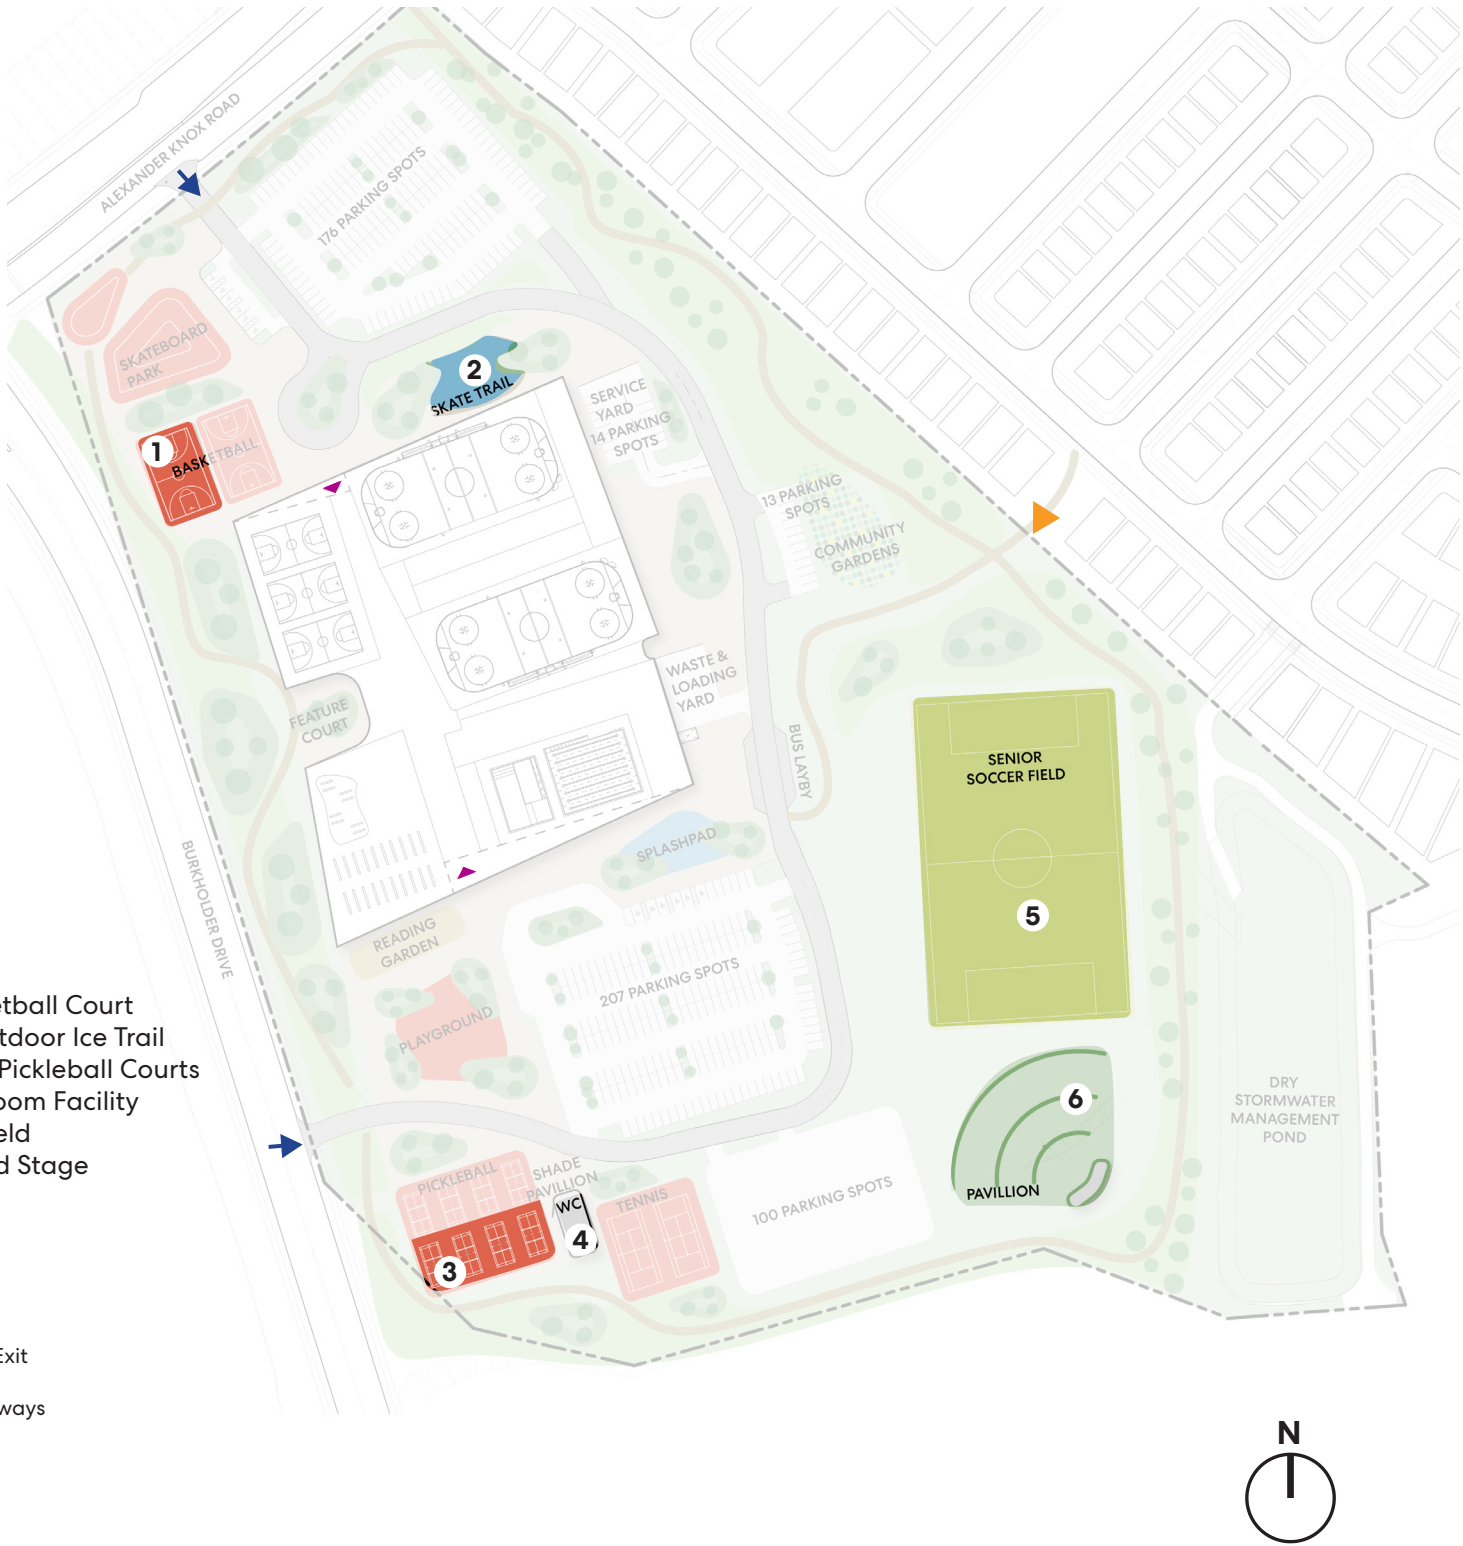 ALEXANDER KNOX ROAD
176 PARKING SPOTS
SKATEBOARD
PARK
2
SKATE TRAIL
SERVICE
YARD
14 PARKING
SPOTS
1
BASKETBALL
13 PARKING
SPOTS
COMMUNITY
GARDENS
WASTE &
LOADING
YARD
FEATURE
COURT
BUS LAYBY
SENIOR
SOCCER FIELD
5
SPLASHPAD
BURKHOLDER DRIVE
READING
GARDEN
207 PARKING SPOTS
PLAYGROUND
etball Court
tdoor Ice Trail
Pickleball Courts
oom Facility
eld
d Stage
6
PAVILLION
DRY
STORMWATER
MANAGEMENT
POND
PICKLEBALL
SHADE
PAVILLION
WC
4
TENNIS
100 PARKING SPOTS
3
Exit
ways
N